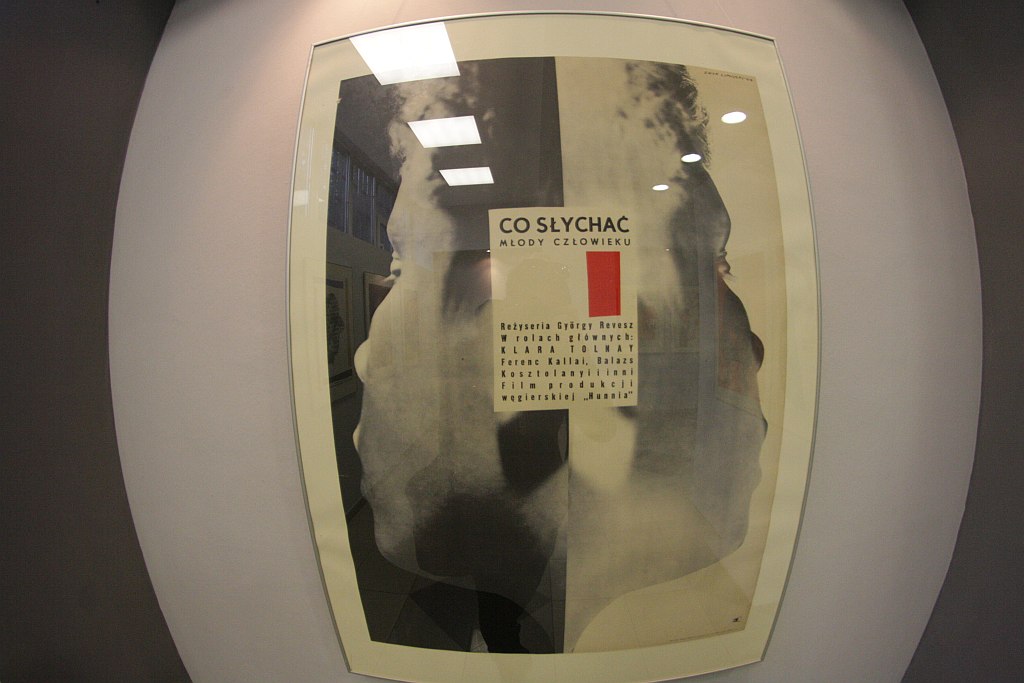 CO SŁYCHAĆ
MŁODY CZŁOWIEKU
Reżyseria György Revesz
W rolach głównych:
KLARA TOLNAY
Ferenc Kallai, Balazs
Kosztolanyi i inni
Film produkcji
węgierskiej „Hunnia”